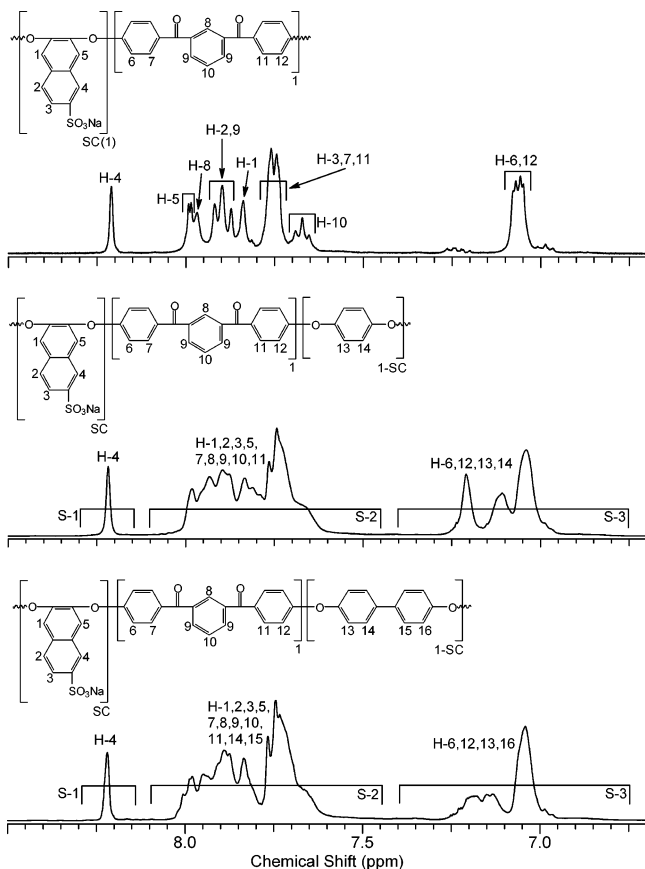 O O O O
1 5 6 7 8 9 9 10 11 12 1
2 4
3
SO₃Na
SC(1)
H-2,9
H-8
H-1
H-4
H-5
H-3,7,11
H-10
H-6,12
O O O O O O
1 5 6 7 8 9 9 10 11 12 1 13 14 1-SC
2 4
3
SO₃Na
SC
H-4
H-1,2,3,5,
7,8,9,10,11
H-6,12,13,14
S-1
S-2
S-3
O O O O O O
1 5 6 7 8 9 9 10 11 12 1 13 14 15 16 1-SC
2 4
3
SO₃Na
SC
H-4
H-1,2,3,5,
7,8,9,10,
11,14,15
H-6,12,13,16
S-1
S-2
S-3
8.0 7.0
Chemical Shift (ppm)